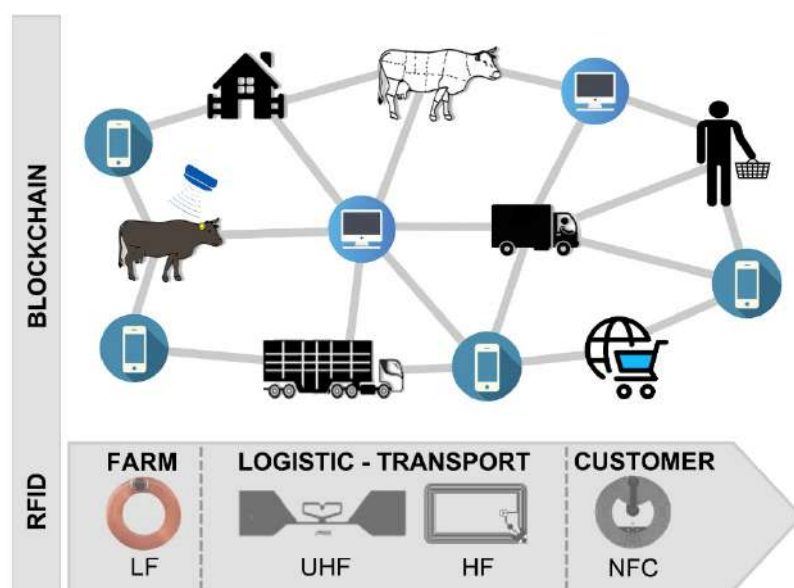 BLOCKCHAIN
RFID
FARM
LOGISTIC - TRANSPORT
CUSTOMER
LF
UHF
HF
NFC